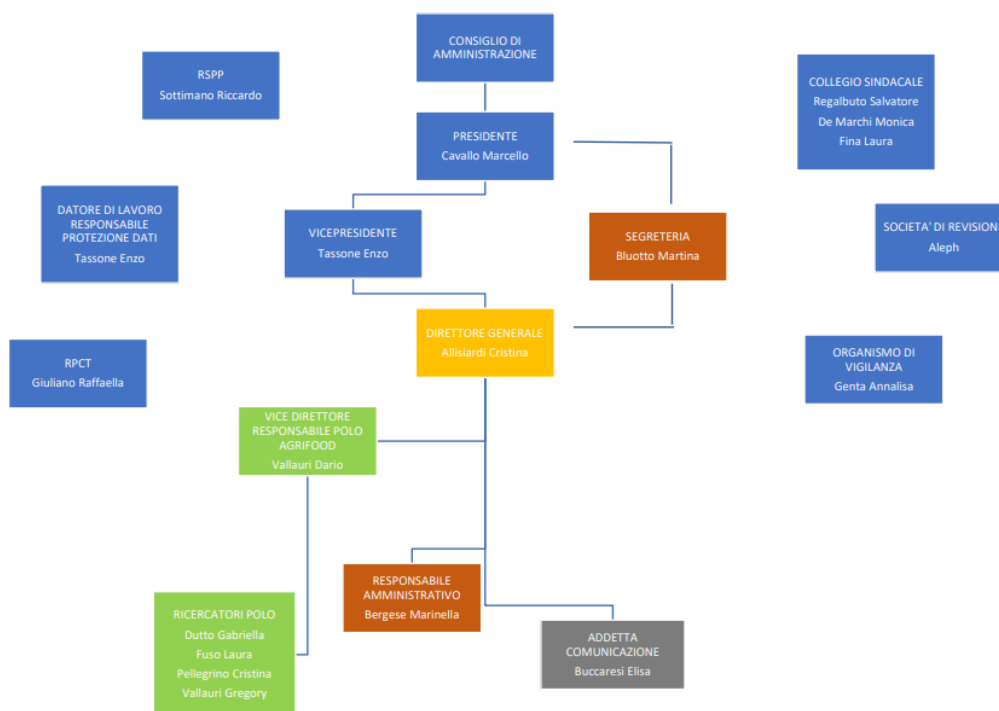 CONSIGLIO DI
AMMINISTRAZIONE
RSPP
Sottimano Riccardo
COLLEGIO SINDACALE
Regalbuto Salvatore
De Marchi Monica
Fina Laura
PRESIDENTE
Cavallo Marcello
DATORE DI LAVORO
RESPONSABILE
PROTEZIONE DATI
Tassone Enzo
VICEPRESIDENTE
Tassone Enzo
SEGRETERIA
Bluotto Martina
SOCIETA' DI REVISION
Aleph
DIRETTORE GENERALE
Allisiardi Cristina
RPCT
Giuliano Raffaella
ORGANISMO DI
VIGILANZA
Genta Annalisa
VICE DIRETTORE
RESPONSABILE POLO
AGRIFOOD
Vallauri Dario
RESPONSABILE
AMMINISTRATIVO
Bergese Marinella
RICERCATORI POLO
Dutto Gabriella
Fuso Laura
Pellegrino Cristina
Vallauri Gregory
ADDETTA
COMUNICAZIONE
Buccaresi Elisa